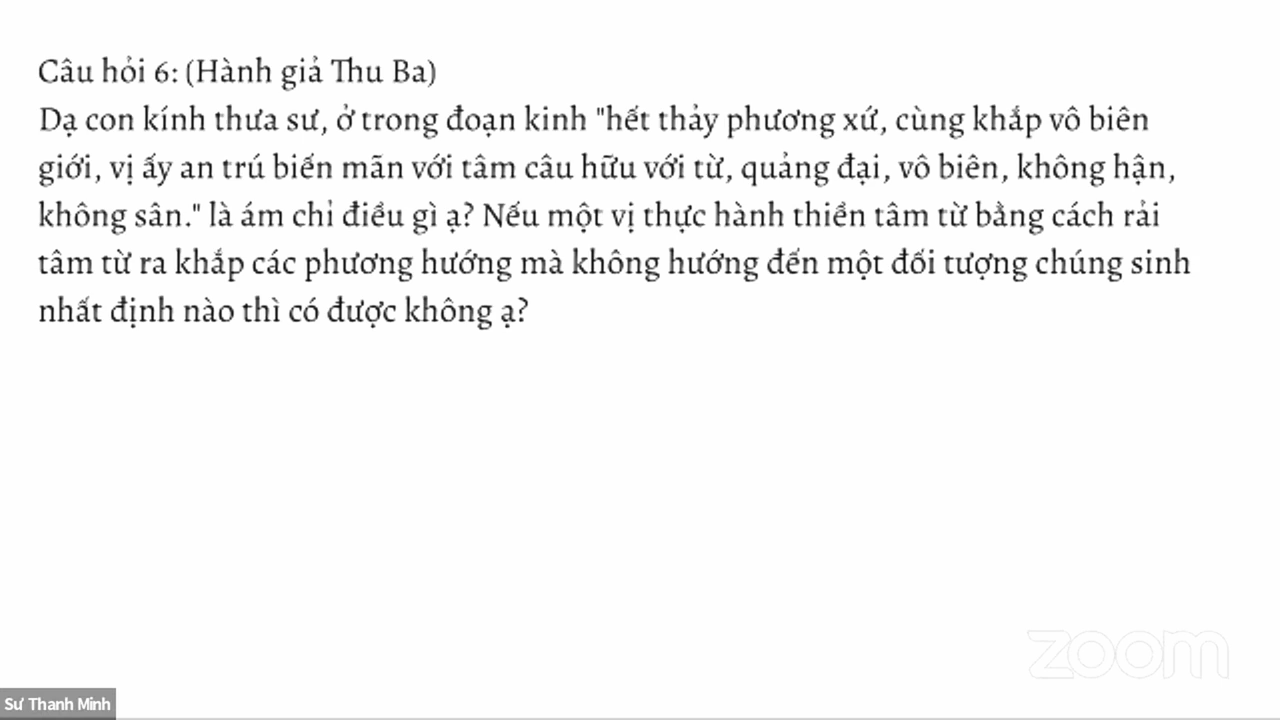 Câu hỏi 6: (Hành giả Thu Ba)
Dạ con kính thưa sư, ở trong đoạn kinh "hết thảy phương xứ, cùng khắp vô biên
giới, vị ấy an trú biến mãn với tâm câu hữu với từ, quảng đại, vô biên, không hận,
không sân." là ám chỉ điều gì ạ? Nếu một vị thực hành thiền tâm từ bằng cách rải
tâm từ ra khắp các phương hướng mà không hướng đến một đối tượng chúng sinh
nhất định nào thì có được không ạ?
zoom
Sư Thanh Minh